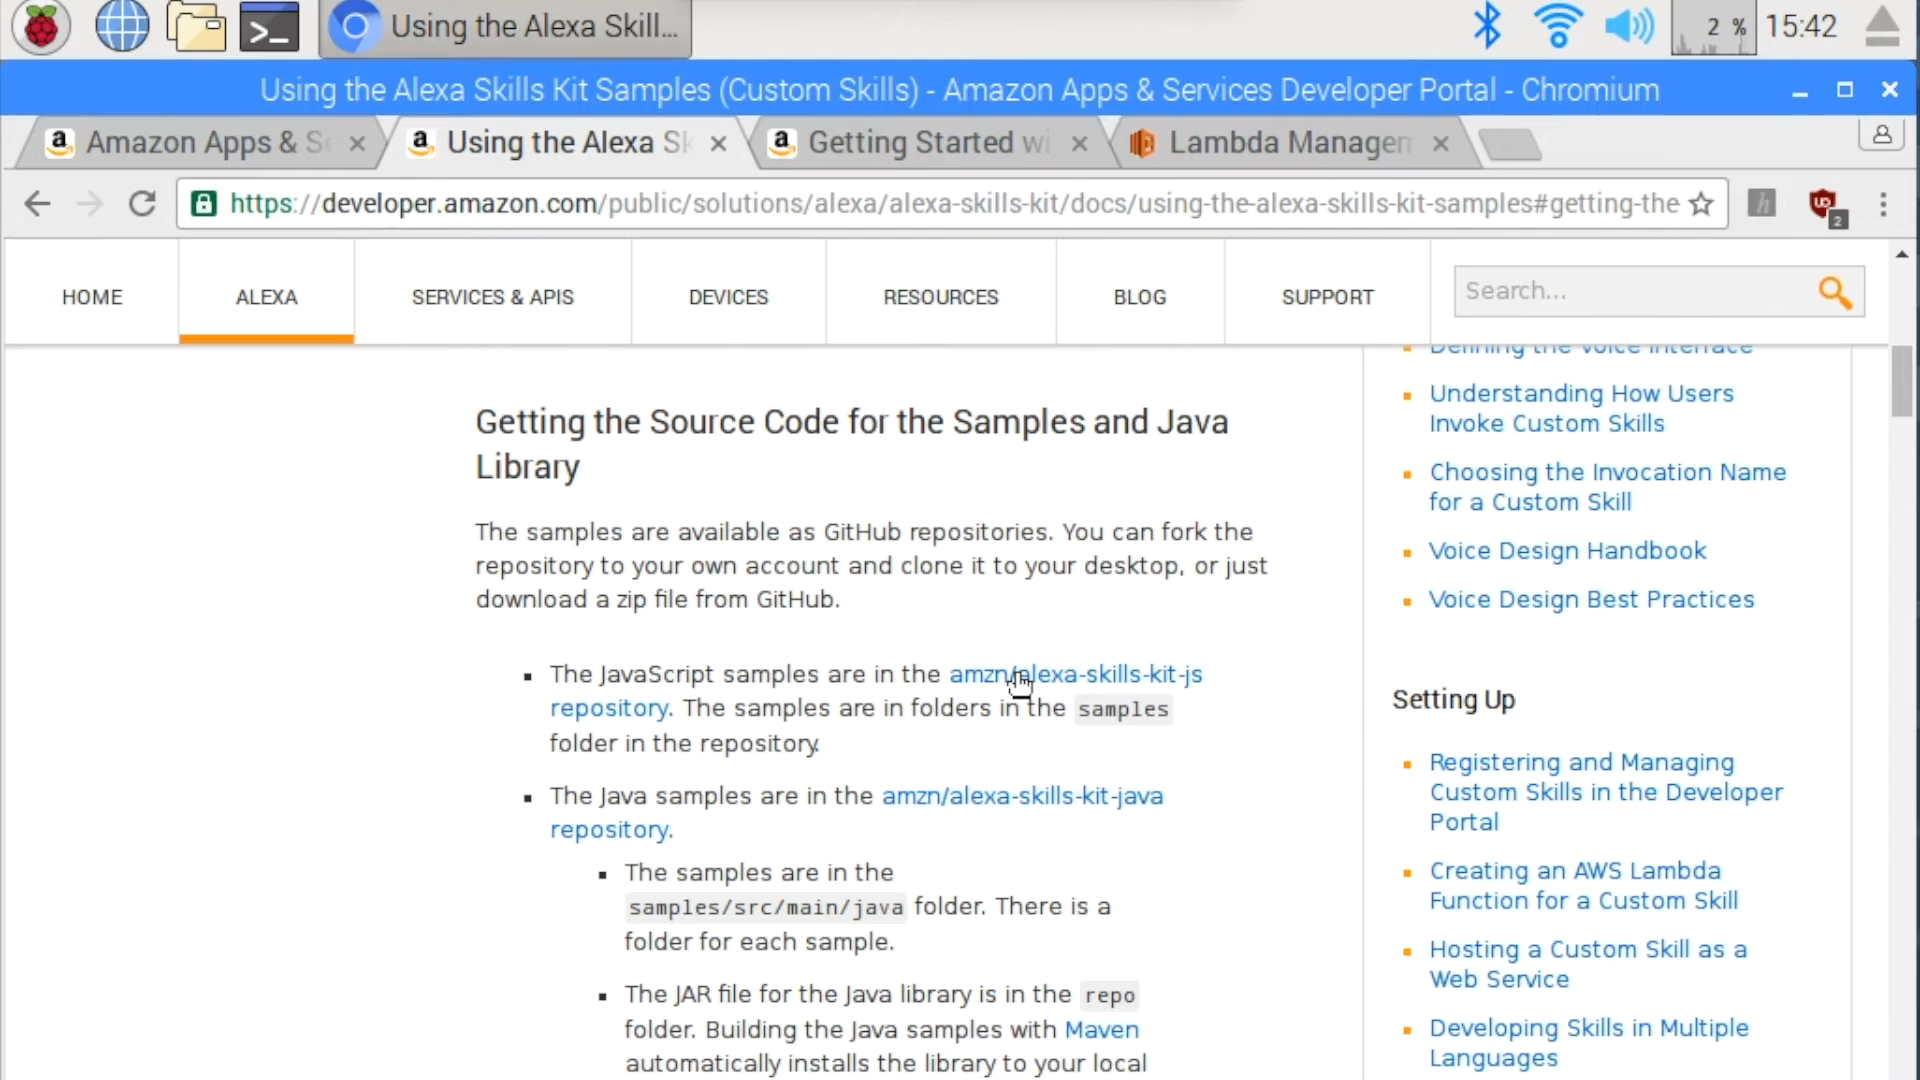 Using the Alexa Skill...
2 %
15:42
Using the Alexa Skills Kit Samples (Custom Skills) - Amazon Apps & Services Developer Portal - Chromium
Amazon Apps & Se
Using the Alexa Sk
Getting Started wi
Lambda Managem
https://developer.amazon.com/public/solutions/alexa/alexa-skills-kit/docs/using-the-alexa-skills-kit-samples#getting-the
2
HOME
ALEXA
SERVICES & APIS
DEVICES
RESOURCES
BLOG
SUPPORT
Search...
Getting the Source Code for the Samples and Java
Library
The samples are available as GitHub repositories. You can fork the
repository to your own account and clone it to your desktop, or just
download a zip file from GitHub.
The JavaScript samples are in the amzn/alexa-skills-kit-js
repository. The samples are in folders in the samples
folder in the repository.
The Java samples are in the amzn/alexa-skills-kit-java
repository.
The samples are in the
samples/src/main/java folder. There is a
folder for each sample.
The JAR file for the Java library is in the repo
folder. Building the Java samples with Maven
automatically installs the library to your local
Defining the Voice Interface
Understanding How Users
Invoke Custom Skills
Choosing the Invocation Name
for a Custom Skill
Voice Design Handbook
Voice Design Best Practices
Setting Up
Registering and Managing
Custom Skills in the Developer
Portal
Creating an AWS Lambda
Function for a Custom Skill
Hosting a Custom Skill as a
Web Service
Developing Skills in Multiple
Languages